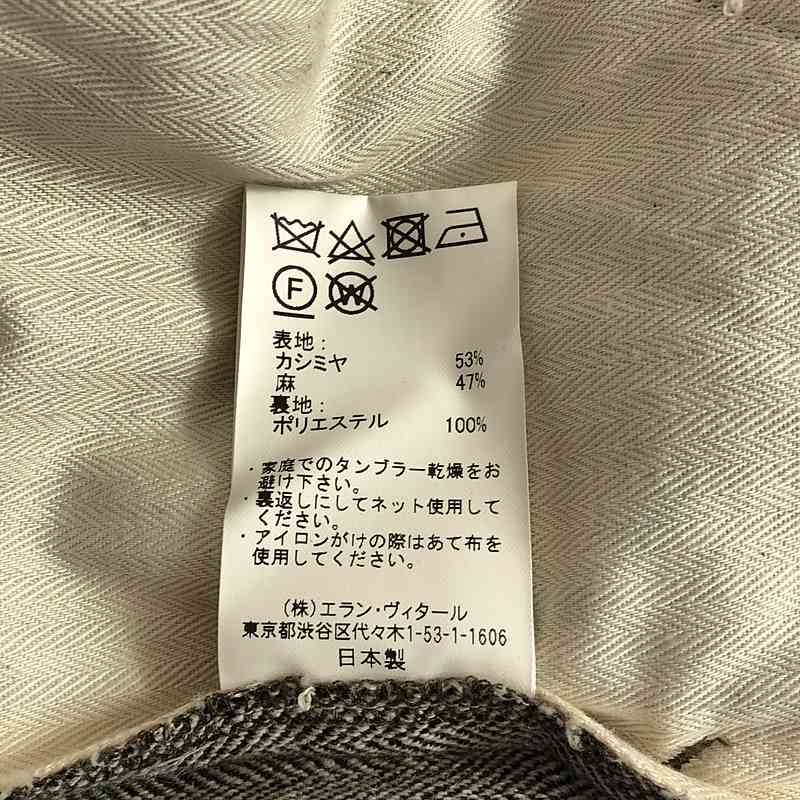 F W
表地：
カシミヤ 53%
麻 47%
裏地：
ポリエステル 100%
・家庭でのタンブラー乾燥をお
避け下さい。
・裏返しにしてネット使用して
ください。
・アイロンがけの際はあて布を
使用してください。
（株）エラン・ヴィタール
東京都渋谷区代々木1-53-1-1606
日本製